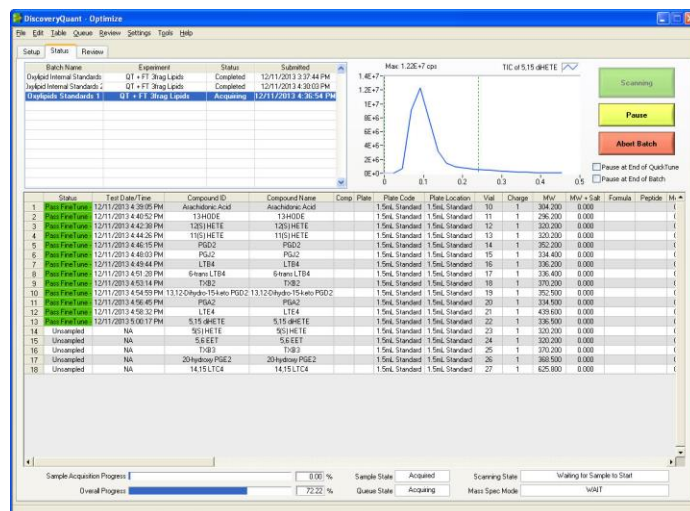 DiscoveryQuant - Optimize
File Edit Table Queue Review Settings Tools Help
Setup Status Review
Batch Name Experiment Status Submitted
Oxylipid Internal Standards QT + FT 3frag Lipids Completed 12/11/2013 3:37:44 PM
Oxylipid Internal Standards 2 QT + FT 3frag Lipids Completed 12/11/2013 4:30:03 PM
Oxylipids Standards 1 QT + FT 3frag Lipids Acquiring 12/11/2013 4:36:54 PM
Max: 1.22E+7 cps TIC of 5,15 diHETE
1.4E+7
1.2E+7
1E+7
8E+6
6E+6
4E+6
2E+6
0E+0
0 0.1 0.2 0.3 0.4 0.5
Scanning
Pause
Abort Batch
Pause at End of QuickTune
Pause at End of Batch
Status Test Date/Time Compound ID Compound Name Comp Plate Plate Code Plate Location Vial Charge MW MW + Salt Formula Peptide
1 Pass FineTune - 12/11/2013 4:39:05 PM Arachidonic Acid Arachidonic Acid 1.5mL Standard 1.5mL Standard 10 1 304.200 0.000
2 Pass FineTune - 12/11/2013 4:40:52 PM 13-HODE 13-HODE 1.5mL Standard 1.5mL Standard 11 1 296.200 0.000
3 Pass FineTune - 12/11/2013 4:42:38 PM 12(S) HETE 12(S) HETE 1.5mL Standard 1.5mL Standard 12 1 320.200 0.000
4 Pass FineTune - 12/11/2013 4:44:26 PM 11(S) HETE 11(S) HETE 1.5mL Standard 1.5mL Standard 13 1 320.200 0.000
5 Pass FineTune - 12/11/2013 4:46:15 PM PGD2 PGD2 1.5mL Standard 1.5mL Standard 14 1 352.200 0.000
6 Pass FineTune - 12/11/2013 4:48:03 PM PGJ2 PGJ2 1.5mL Standard 1.5mL Standard 15 1 334.400 0.000
7 Pass FineTune - 12/11/2013 4:49:44 PM LTB4 LTB4 1.5mL Standard 1.5mL Standard 16 1 336.200 0.000
8 Pass FineTune - 12/11/2013 4:51:28 PM 6-trans LTB4 6-trans LTB4 1.5mL Standard 1.5mL Standard 17 1 336.400 0.000
9 Pass FineTune - 12/11/2013 4:53:14 PM TXB2 TXB2 1.5mL Standard 1.5mL Standard 18 1 370.200 0.000
10 Pass FineTune - 12/11/2013 4:54:59 PM 13,12-Dihydro-15-keto PGD2 13,12-Dihydro-15-keto PGD2 1.5mL Standard 1.5mL Standard 19 1 352.500 0.000
11 Pass FineTune - 12/11/2013 4:56:45 PM PGA2 PGA2 1.5mL Standard 1.5mL Standard 20 1 334.500 0.000
12 Pass FineTune - 12/11/2013 4:58:32 PM LTE4 LTE4 1.5mL Standard 1.5mL Standard 21 1 439.600 0.000
13 Pass FineTune - 12/11/2013 5:00:17 PM 5,15 diHETE 5,15 diHETE 1.5mL Standard 1.5mL Standard 22 1 336.500 0.000
14 Unsampled NA 5(S) HETE 5(S) HETE 1.5mL Standard 1.5mL Standard 23 1 320.200 0.000
15 Unsampled NA 5,6 EET 5,6 EET 1.5mL Standard 1.5mL Standard 24 1 320.200 0.000
16 Unsampled NA TXB3 TXB3 1.5mL Standard 1.5mL Standard 25 1 370.200 0.000
17 Unsampled NA 20-hydroxy PGE2 20-hydroxy PGE2 1.5mL Standard 1.5mL Standard 26 1 368.500 0.000
18 Unsampled NA 14,15 LTC4 14,15 LTC4 1.5mL Standard 1.5mL Standard 27 1 625.800 0.000
Sample Acquisition Progress 0.00 % Sample State Acquired Scanning State Waiting for Sample to Start
Overall Progress 72.22 % Queue State Acquiring Mass Spec Mode WAIT